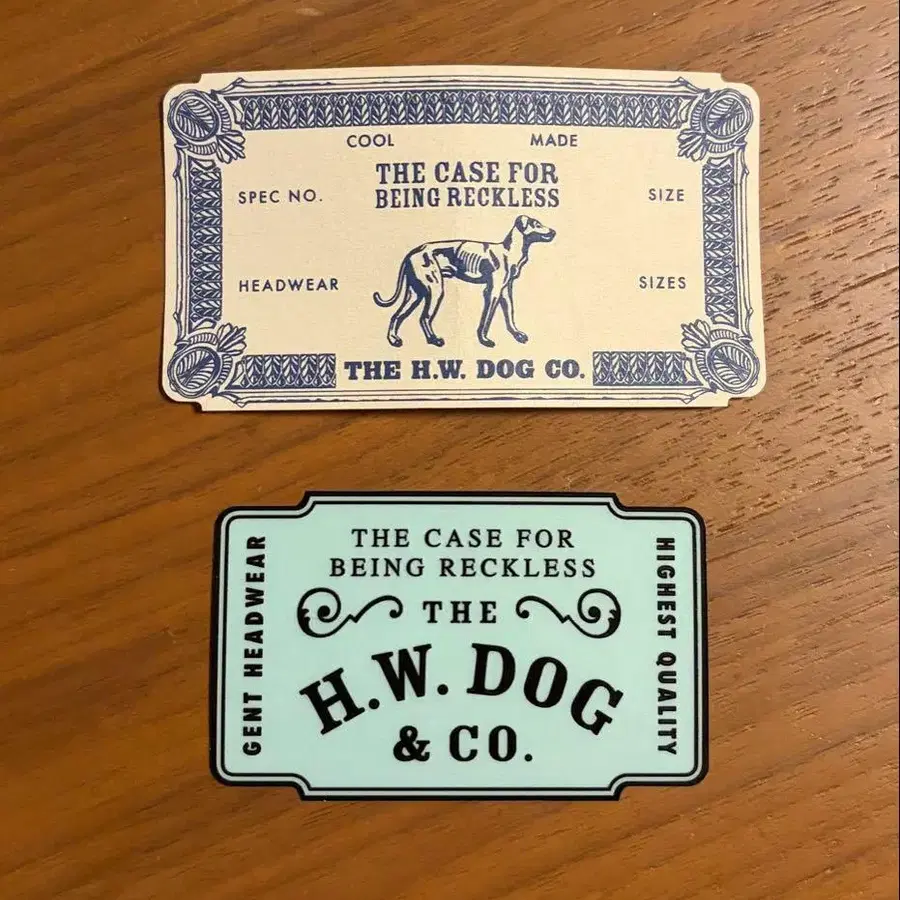 COOL MADE
THE CASE FOR
BEING RECKLESS
SPEC NO. SIZE
HEADWEAR SIZES
THE H.W. DOG CO.
THE CASE FOR
BEING RECKLESS
THE
H.W. DOG
& CO.
GENT HEADWEAR
HIGHEST QUALITY